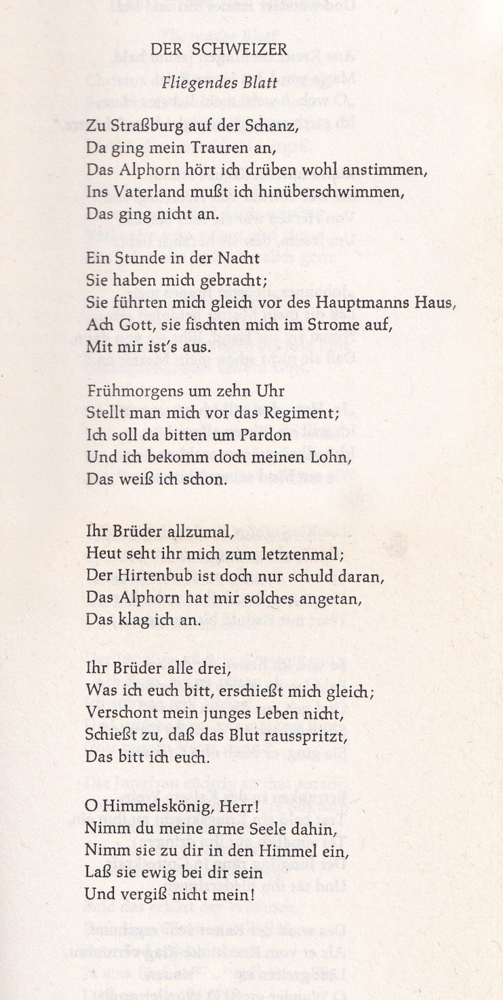 DER SCHWEIZER
Fliegendes Blatt
Zu Straßburg auf der Schanz,
Da ging mein Trauren an,
Das Alphorn hört ich drüben wohl anstimmen,
Ins Vaterland mußt ich hinüberschwimmen,
Das ging nicht an.
Ein Stunde in der Nacht
Sie haben mich gebracht;
Sie führten mich gleich vor des Hauptmanns Haus,
Ach Gott, sie fischten mich im Strome auf,
Mit mir ist's aus.
Frühmorgens um zehn Uhr
Stellt man mich vor das Regiment;
Ich soll da bitten um Pardon
Und ich bekomm doch meinen Lohn,
Das weiß ich schon.
Ihr Brüder allzumal,
Heut seht ihr mich zum letztenmal;
Der Hirtenbub ist doch nur schuld daran,
Das Alphorn hat mir solches angetan,
Das klag ich an.
Ihr Brüder alle drei,
Was ich euch bitt, erschießt mich gleich;
Verschont mein junges Leben nicht,
Schießt zu, daß das Blut rausspritzt,
Das bitt ich euch.
O Himmelskönig, Herr!
Nimm du meine arme Seele dahin,
Nimm sie zu dir in den Himmel ein,
Laß sie ewig bei dir sein
Und vergiß nicht mein!